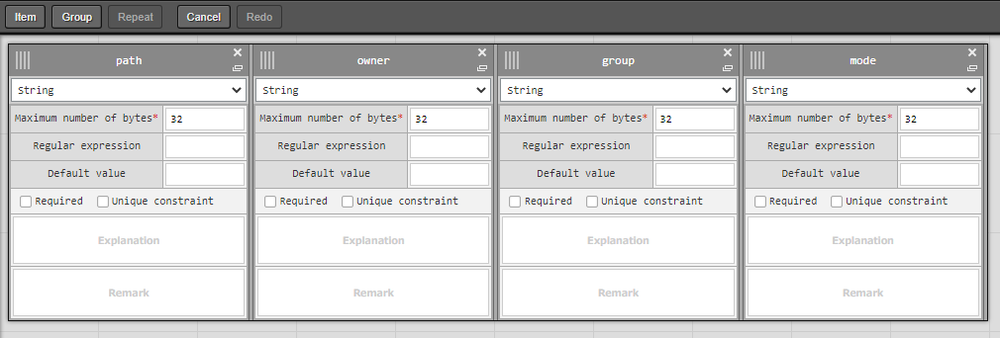 Item Group Repeat Cancel Redo
path owner group mode
String String String String
Maximum number of bytes* 32 Maximum number of bytes* 32 Maximum number of bytes* 32 Maximum number of bytes* 32
Regular expression Regular expression Regular expression Regular expression
Default value Default value Default value Default value
Required Unique constraint Required Unique constraint Required Unique constraint Required Unique constraint
Explanation Explanation Explanation Explanation
Remark Remark Remark Remark